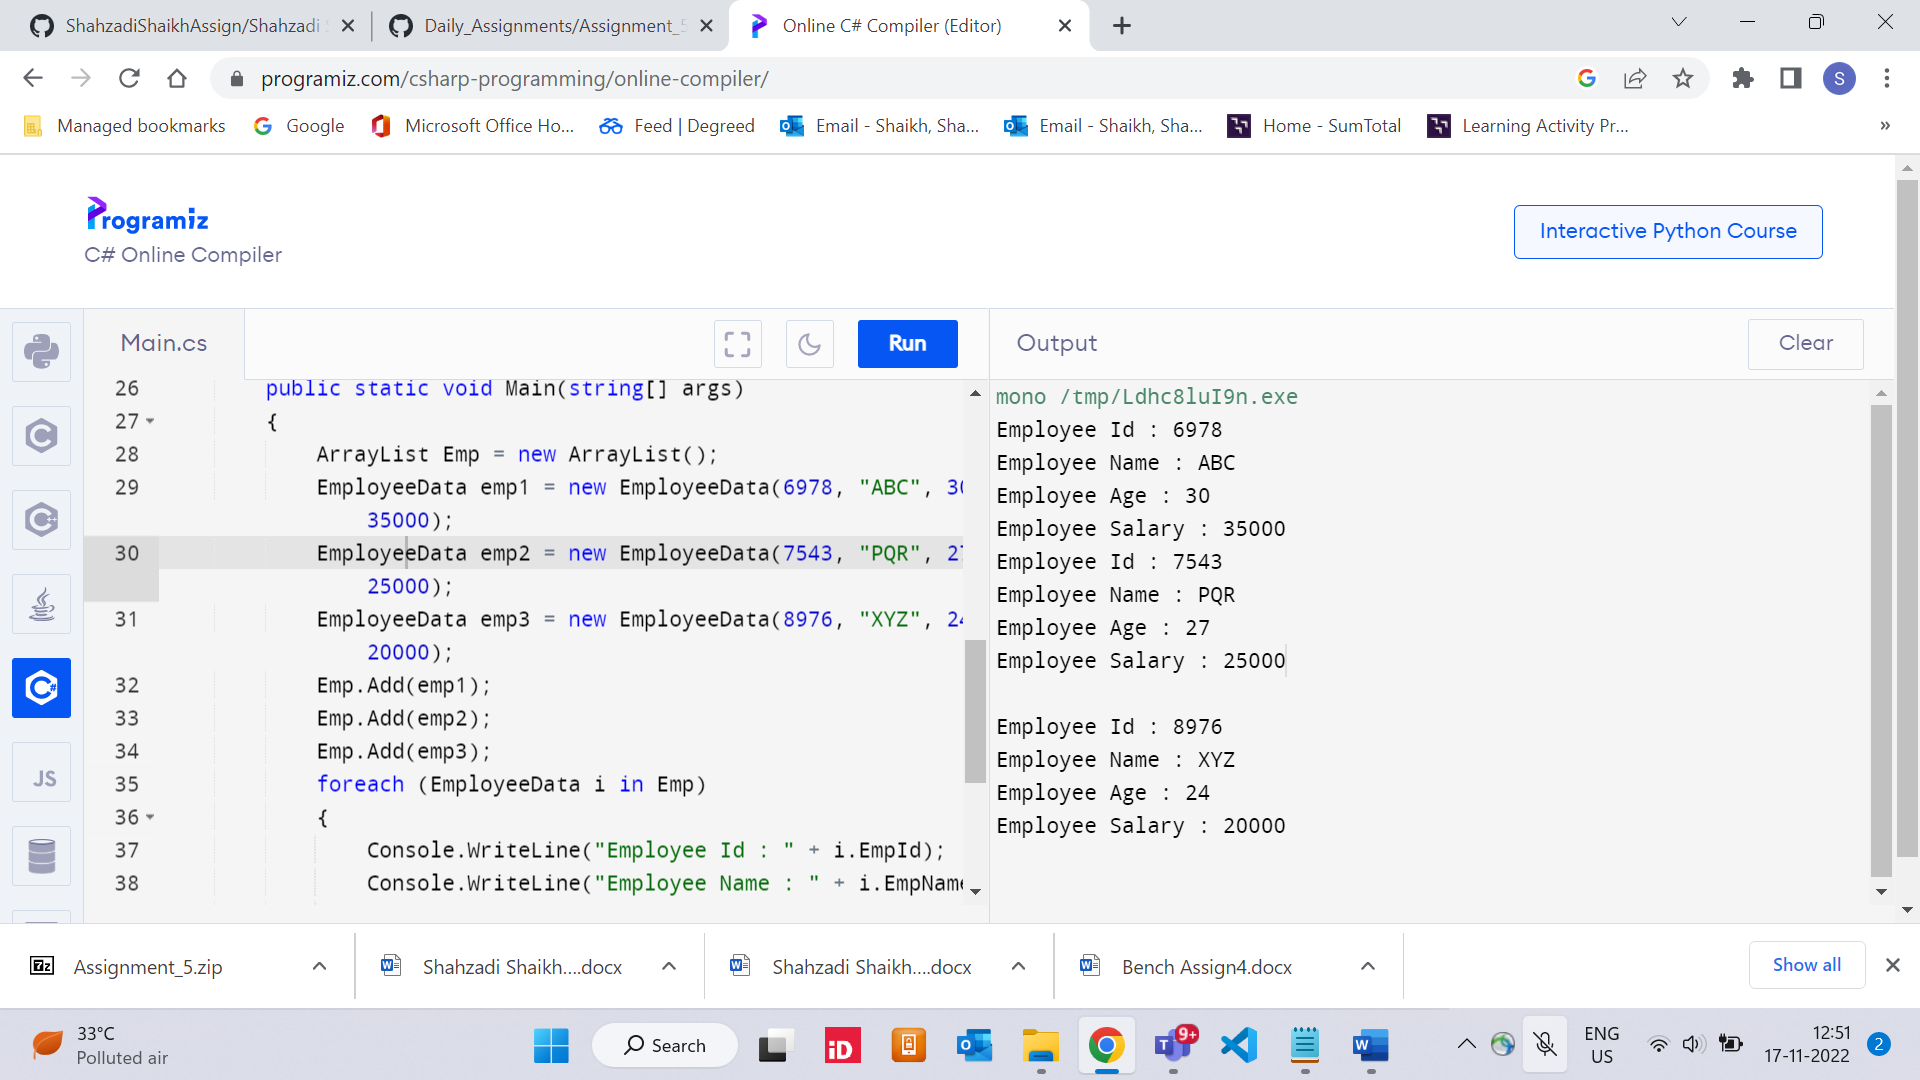 ShahzadiShaikhAssign/Shahzadi S
Daily_Assignments/Assignment_5
Online C# Compiler (Editor)
programiz.com/csharp-programming/online-compiler/
S
Managed bookmarks
Google
Microsoft Office Ho...
Feed | Degreed
Email - Shaikh, Sha...
Email - Shaikh, Sha...
Home - SumTotal
Learning Activity Pr...
»
Programiz
C# Online Compiler
Interactive Python Course
Main.cs
Run
Output
Clear
26 public static void Main(string[] args)
27 {
28 ArrayList Emp = new ArrayList();
29 EmployeeData emp1 = new EmployeeData(6978, "ABC", 30
35000);
30 EmployeeData emp2 = new EmployeeData(7543, "PQR", 27
25000);
31 EmployeeData emp3 = new EmployeeData(8976, "XYZ", 24
20000);
32 Emp.Add(emp1);
33 Emp.Add(emp2);
34 Emp.Add(emp3);
35 foreach (EmployeeData i in Emp)
36 {
37 Console.WriteLine("Employee Id : " + i.EmpId);
38 Console.WriteLine("Employee Name : " + i.EmpName
JS
mono /tmp/Ldhc8luI9n.exe
Employee Id : 6978
Employee Name : ABC
Employee Age : 30
Employee Salary : 35000
Employee Id : 7543
Employee Name : PQR
Employee Age : 27
Employee Salary : 25000
Employee Id : 8976
Employee Name : XYZ
Employee Age : 24
Employee Salary : 20000
Assignment_5.zip
Shahzadi Shaikh....docx
Shahzadi Shaikh....docx
Bench Assign4.docx
Show all
33°C
Polluted air
Search
iD
9+
ENG
US
12:51
17-11-2022
2